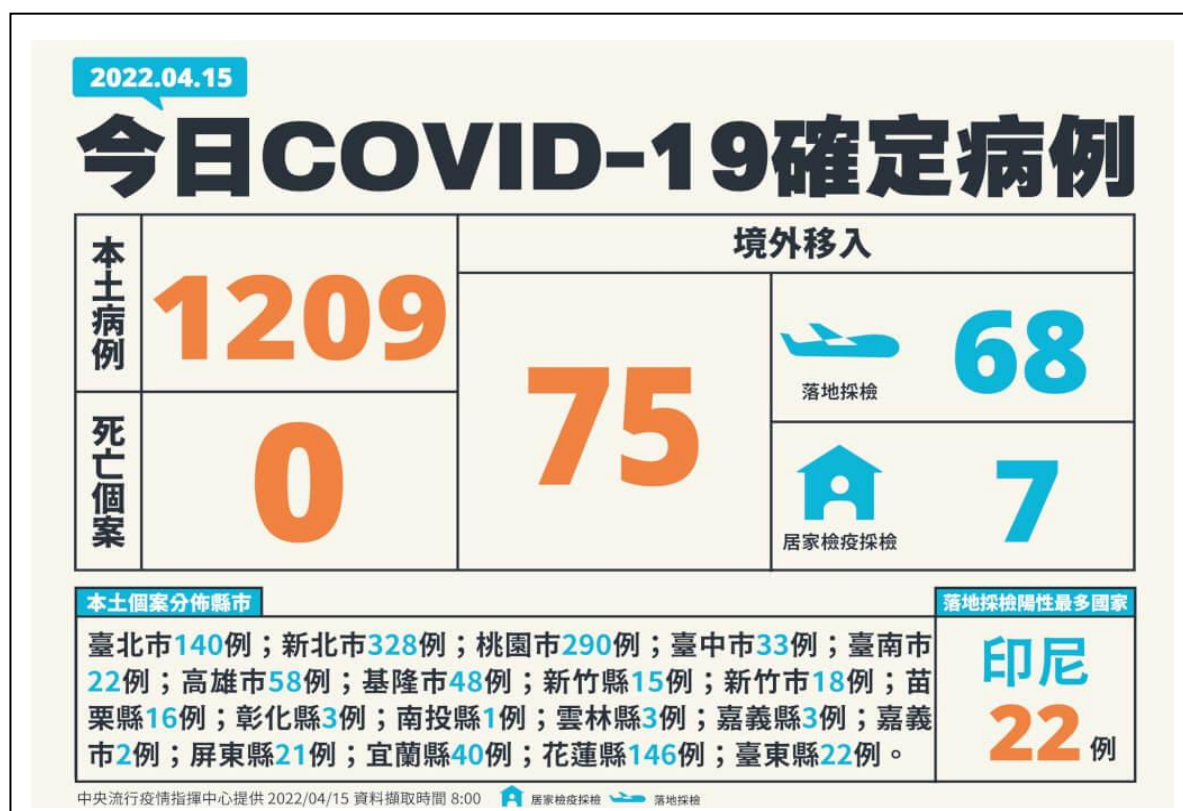 2022.04.15
今日COVID-19確定病例
本土病例
1209
死亡個案
0
境外移入
75
落地採檢
68
居家檢疫採檢
7
本土個案分佈縣市
臺北市140例；新北市328例；桃園市290例；臺中市33例；臺南市
22例；高雄市58例；基隆市48例；新竹縣15例；新竹市18例；苗
栗縣16例；彰化縣3例；南投縣1例；雲林縣3例；嘉義縣3例；嘉義
市2例；屏東縣21例；宜蘭縣40例；花蓮縣146例；臺東縣22例。
落地採檢陽性最多國家
印尼
22例
中央流行疫情指揮中心提供 2022/04/15 資料擷取時間 8:00 居家檢疫採檢 落地採檢